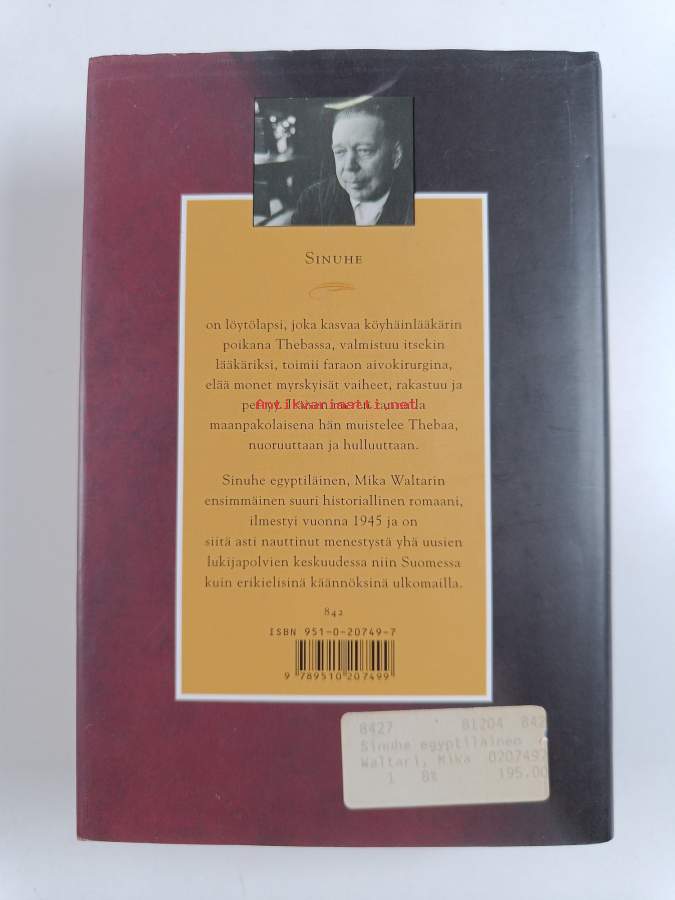 SINUHE
on löytölapsi, joka kasvaa köyhäinlääkärin
poikana Thebassa, valmistuu itsekin
lääkäriksi, toimii faraon aivokirurgina,
elää monet myrskyisät vaiheet, rakastuu ja
Antikvariaatti.net
maanpakolaisena hän muistelee Thebaa,
nuoruuttaan ja hulluuttaan.
Sinuhe egyptiläinen, Mika Waltarin
ensimmäinen suuri historiallinen romaani,
ilmestyi vuonna 1945 ja on
siitä asti nauttinut menestystä yhä uusien
lukijapolvien keskuudessa niin Suomessa
kuin erikielisinä käännöksinä ulkomailla.
842
ISBN 951-0-20749-7
9 789510 207499
8427 81204 842
Sinuhe egyptiläinen
Waltari, Mika 0207497
1 8% 195.00